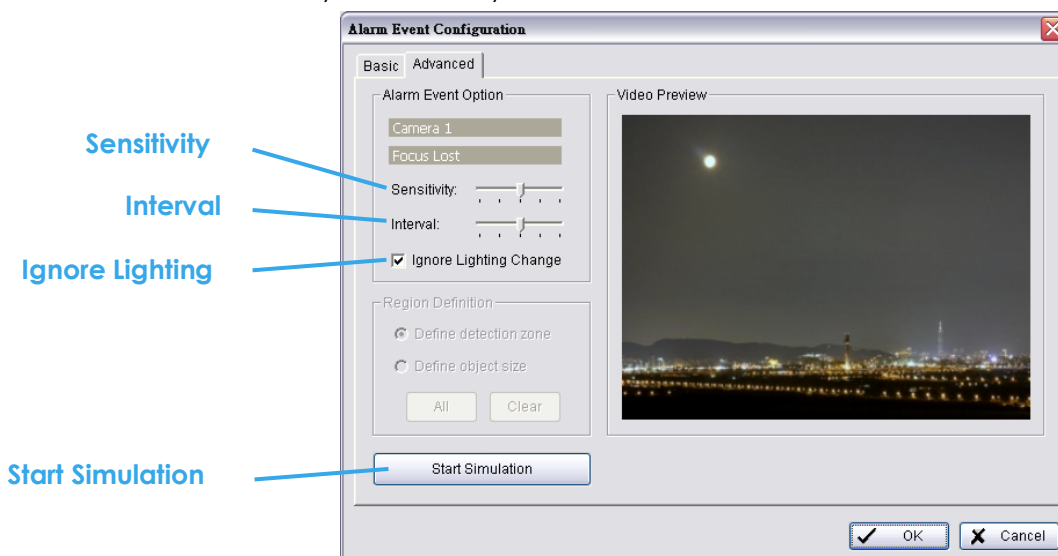 Alarm Event Configuration
Basic
Advanced
Alarm Event Option
Video Preview
Camera 1
Focus Lost
Sensitivity
Sensitivity:
Interval
Interval:
Ignore Lighting
Ignore Lighting Change
Region Definition
Define detection zone
Define object size
All
Clear
Start Simulation
Start Simulation
OK
Cancel